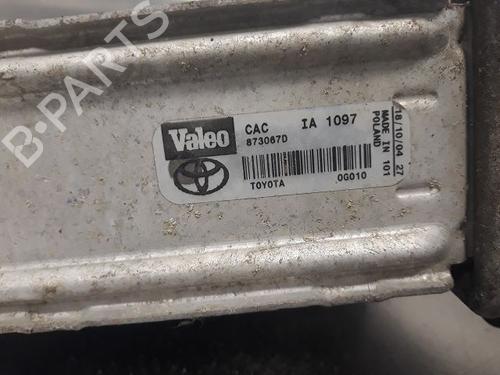 B-PARTS
Valeo
CAC IA 1097
873067D
TOYOTA 0G010
18/10/04 27
MADE IN 101
POLAND